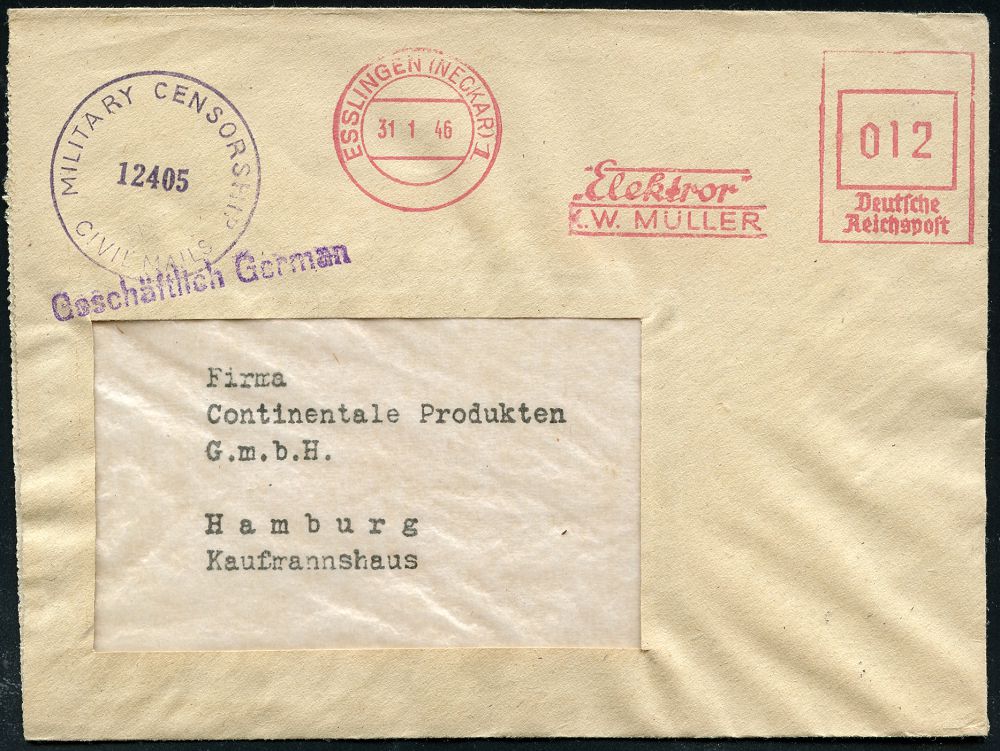 MILITARY CENSORSHIP
12405
CIVIL MAILS
Geschäftlich German
ESSLINGEN (NECKAR) 1
31 1 46
"Elektror"
K.W. MÜLLER
012
Deutsche
Reichspost
Firma
Continentale Produkten
G.m.b.H.
Hamburg
Kaufmannshaus